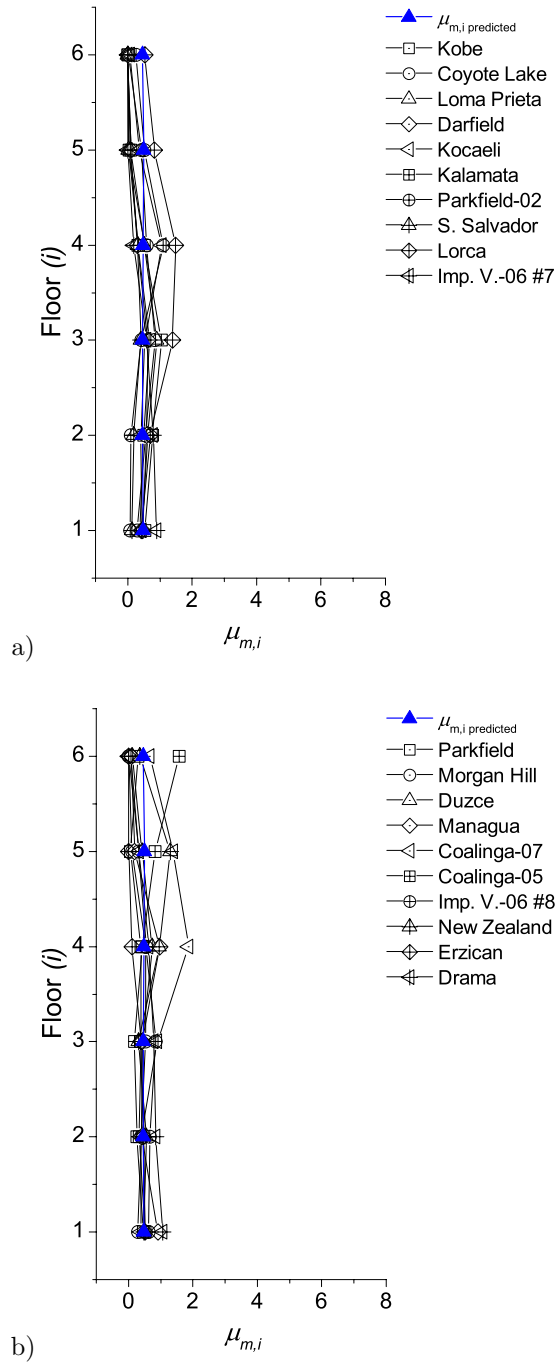 6
5
4
3
2
1
Floor (i)
0 2 4 6 8
μm,i
a)
μm,i predicted
Kobe
Coyote Lake
Loma Prieta
Darfield
Kocaeli
Kalamata
Parkfield-02
S. Salvador
Lorca
Imp. V.-06 #7
6
5
4
3
2
1
Floor (i)
0 2 4 6 8
μm,i
b)
μm,i predicted
Parkfield
Morgan Hill
Duzce
Managua
Coalinga-07
Coalinga-05
Imp. V.-06 #8
New Zealand
Erzican
Drama